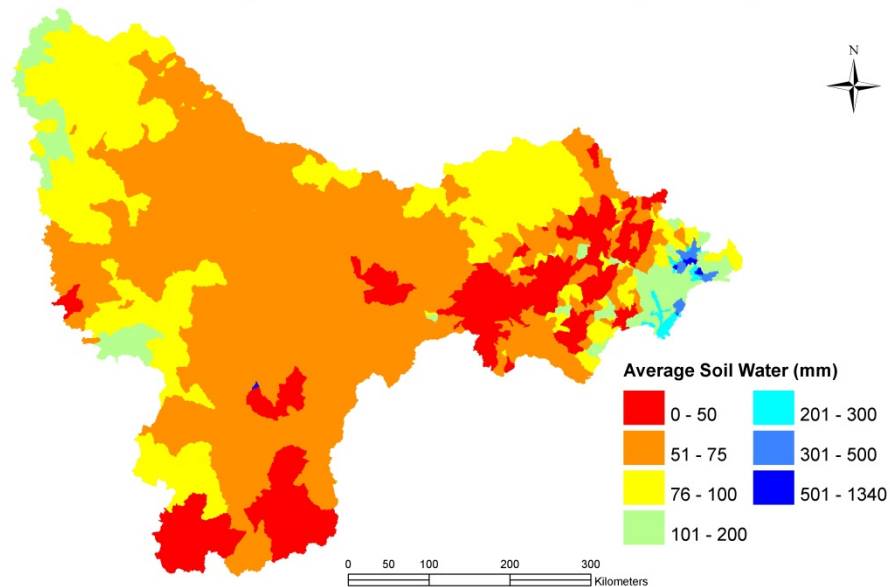 N
Average Soil Water (mm)
0 - 50
51 - 75
76 - 100
101 - 200
201 - 300
301 - 500
501 - 1340
0 50 100 200 300
Kilometers